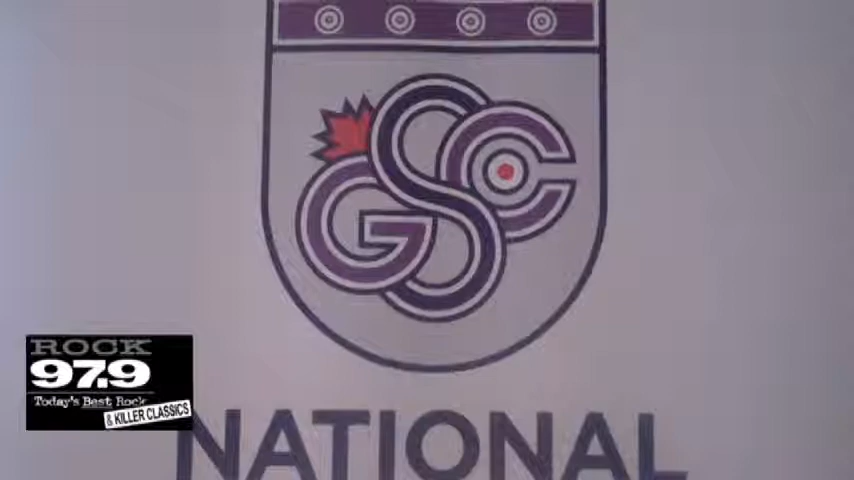 GSC
NATIONAL
ROCK
97.9
Today's Best Rock
& KILLER CLASSICS